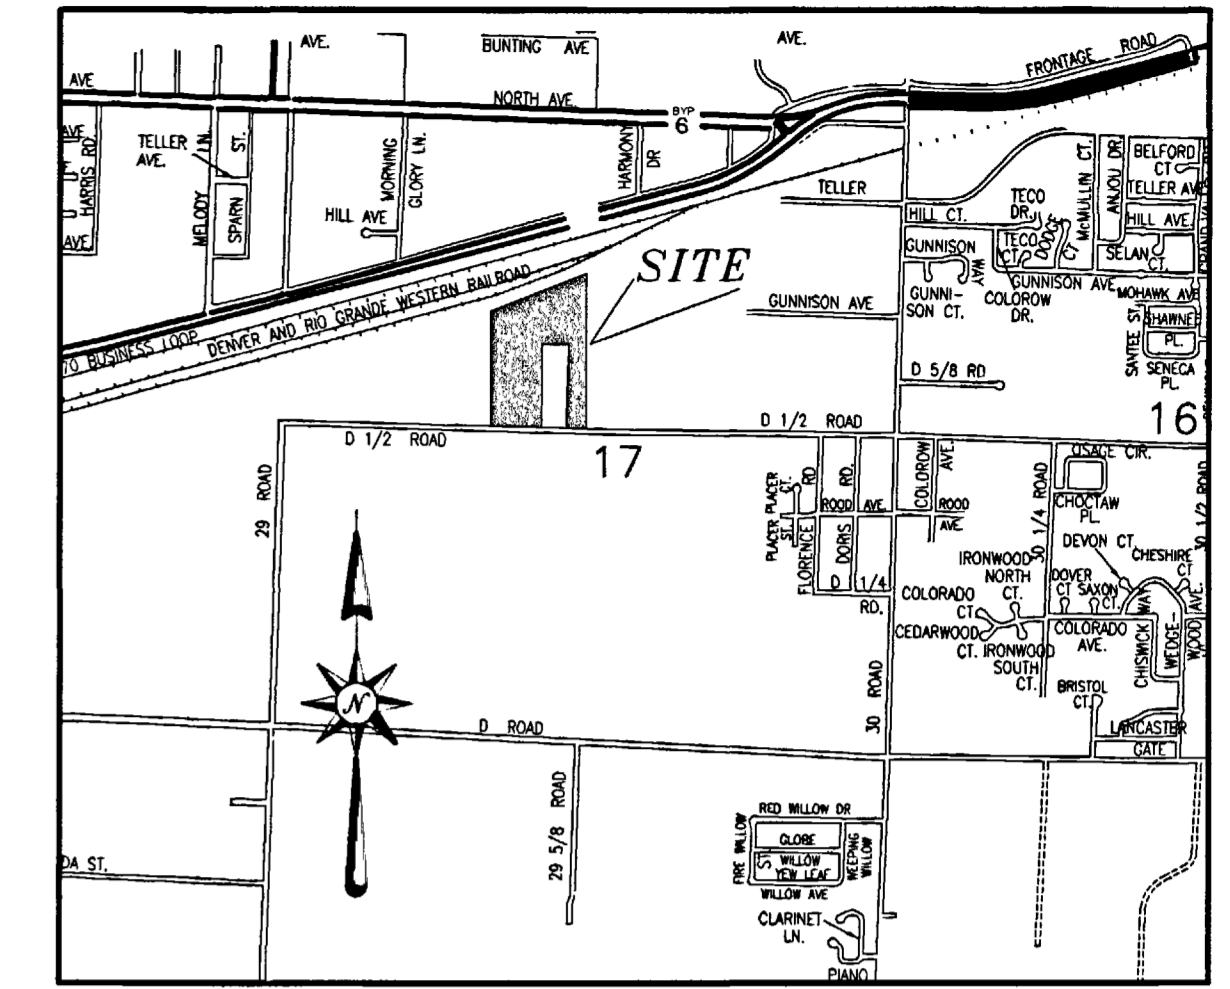 AVE.
BUNTING AVE
AVE.
FRONTAGE ROAD
AVE
NORTH AVE.
BYP
6
AVE.
HARRIS RD.
AVE.
TELLER
AVE.
MELODY LN.
SPARN ST.
MORNING
GLORY LN.
HILL AVE
HARMONY
DR
TELLER
HILL CT.
TECO
DR.
TECO
CT.
DODGE
CT
McMULLIN CT.
ANJOU DR
BELFORD
CT
TELLER AVE
HILL AVE.
SELAN
CT.
GUNNISON
WAY
GUNNI-
SON CT.
COLOROW
DR.
GUNNISON AVE
MOHAWK AVE
SANTEE ST
SHAWNEE
PL.
SENECA
PL.
SITE
GUNNISON AVE
70 BUSINESS LOOP
DENVER AND RIO GRANDE WESTERN RAILROAD
D 5/8 RD
16
D 1/2 ROAD
D 1/2 ROAD
17
29 ROAD
PLACER PLACER
ST. CT.
FLORENCE RD
DORIS RD.
ROOD AVE.
ROOD
AVE
COLOROW AVE.
D 1/4
RD.
30 1/4 ROAD
OSAGE CIR.
CHOCTAW
PL.
30 1/2 ROAD
DEVON CT.
CHESHIRE
CT
IRONWOOD
NORTH
CT.
DOVER
CT
SAXON
CT.
COLORADO
CT.
CEDARWOOD
CT.
IRONWOOD
SOUTH
CT.
COLORADO
AVE.
CHISWICK WAY
WEDGE-
WOOD AVE.
BRISTOL
CT.
LANCASTER
GATE
30 ROAD
N
D ROAD
29 5/8 ROAD
DA ST.
RED WILLOW DR
FIRE WILLOW
ST
GLOBE
WILLOW
YEW LEAF
WEEPING
WILLOW
WILLOW AVE
CLARINET
LN.
PIANO